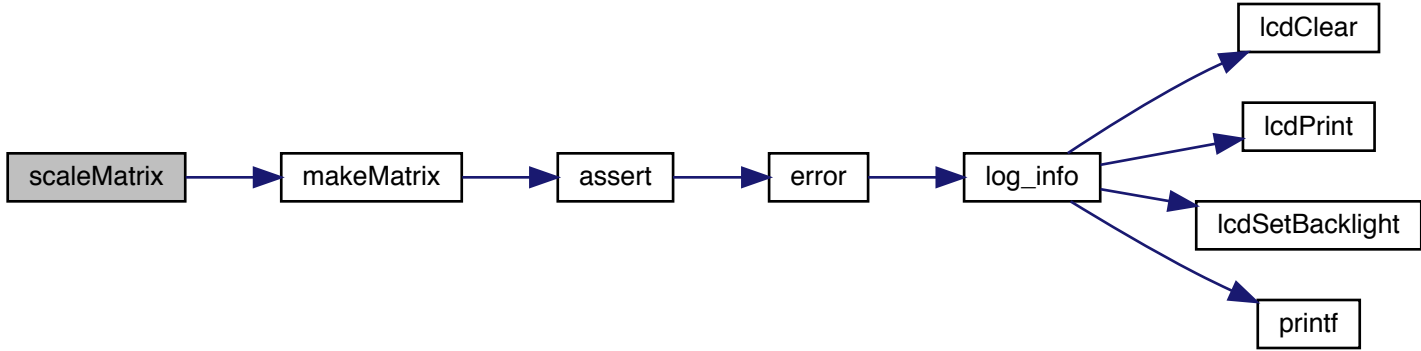 scaleMatrix
makeMatrix
assert
error
log_info
lcdClear
lcdPrint
lcdSetBacklight
printf